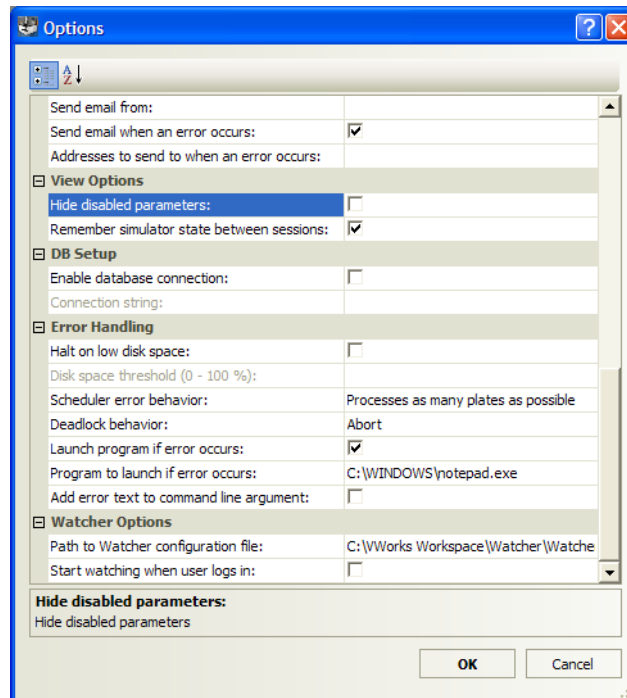 Options
Send email from:
Send email when an error occurs:
Addresses to send to when an error occurs:
View Options
Hide disabled parameters:
Remember simulator state between sessions:
DB Setup
Enable database connection:
Connection string:
Error Handling
Halt on low disk space:
Disk space threshold (0 - 100 %):
Scheduler error behavior: Processes as many plates as possible
Deadlock behavior: Abort
Launch program if error occurs:
Program to launch if error occurs: C:\WINDOWS\notepad.exe
Add error text to command line argument:
Watcher Options
Path to Watcher configuration file: C:\VWorks Workspace\Watcher\Watche
Start watching when user logs in:
Hide disabled parameters:
Hide disabled parameters
OK Cancel